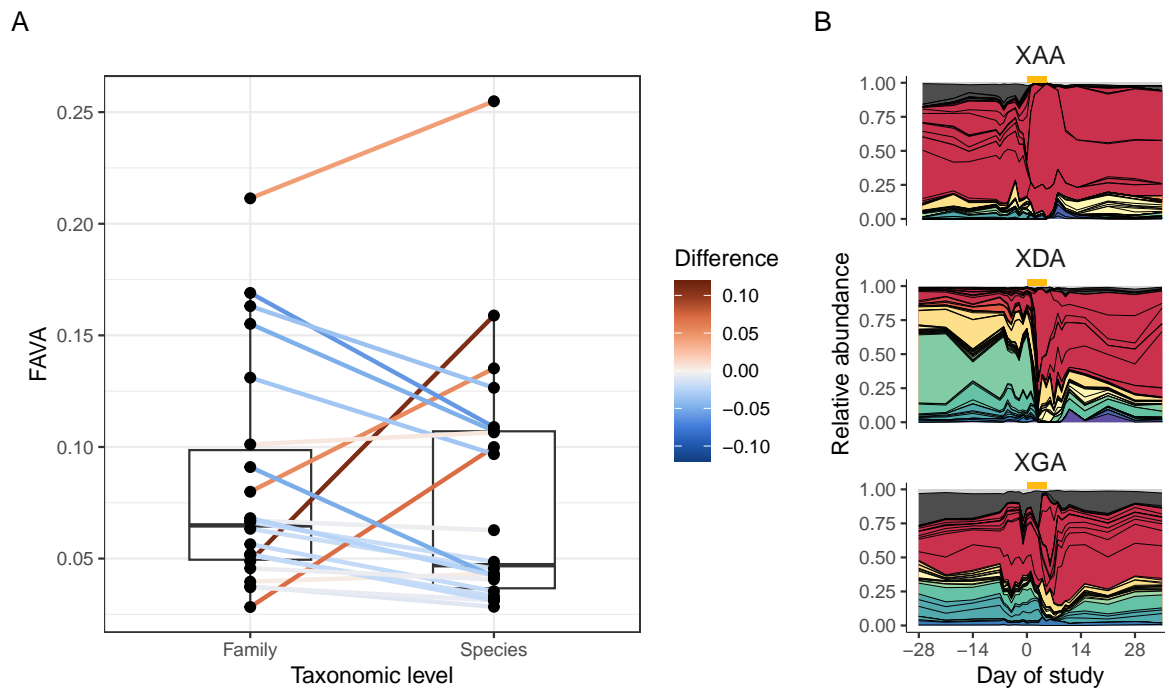 A
FAVA
0.25
0.20
0.15
0.10
0.05
Family
Species
Taxonomic level
Difference
0.10
0.05
0.00
−0.05
−0.10
B
Relative abundance
XAA
1.00
0.75
0.50
0.25
0.00
XDA
1.00
0.75
0.50
0.25
0.00
XGA
1.00
0.75
0.50
0.25
0.00
−28 −14 0 14 28
Day of study